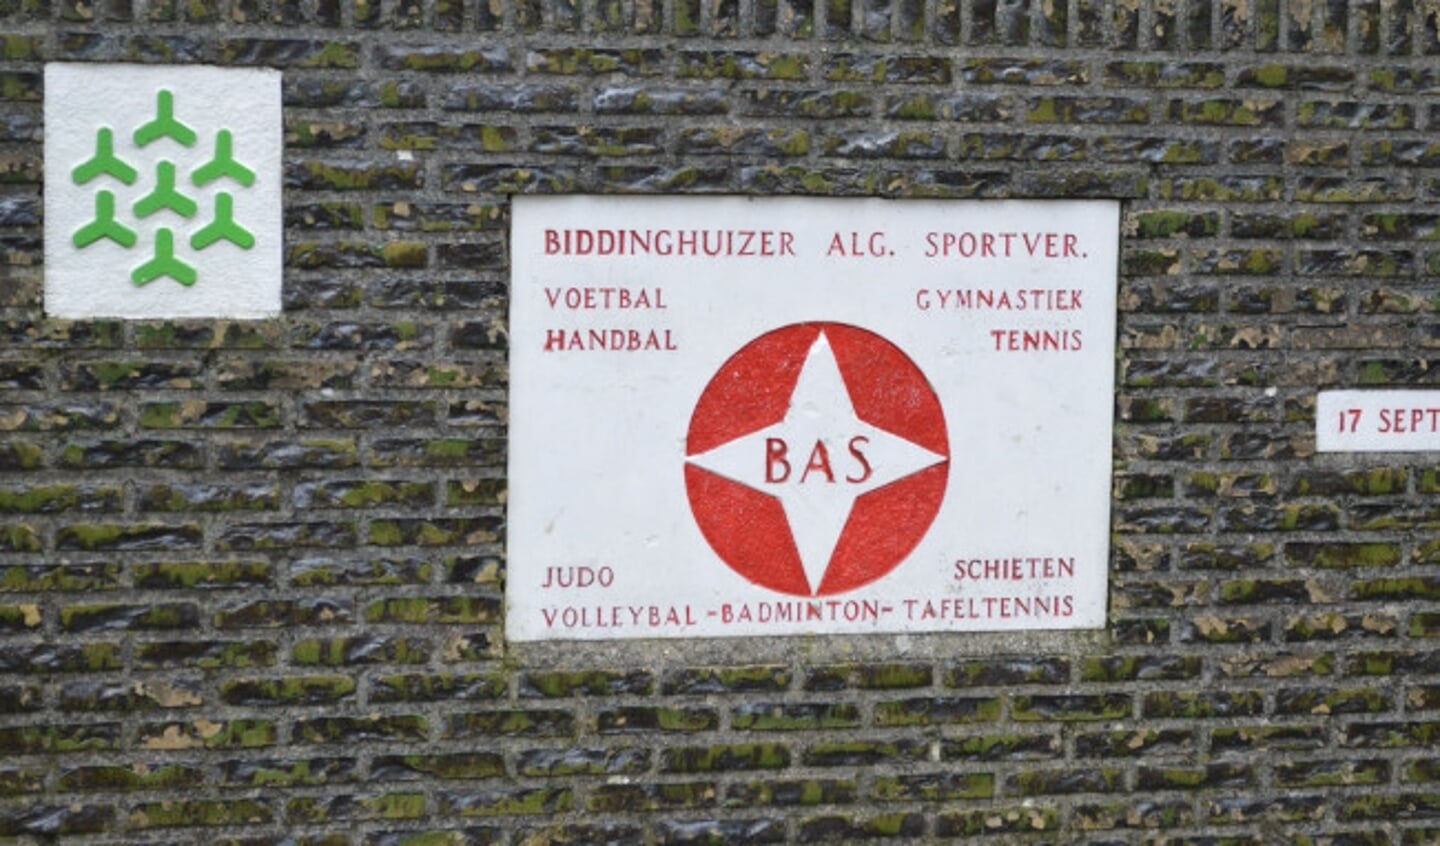 BIDDINGHUIZER ALG. SPORTVER.
VOETBAL GYMNASTIEK
HANDBAL TENNIS
BAS
17 SEPT
JUDO SCHIETEN
VOLLEYBAL-BADMINTON-TAFELTENNIS